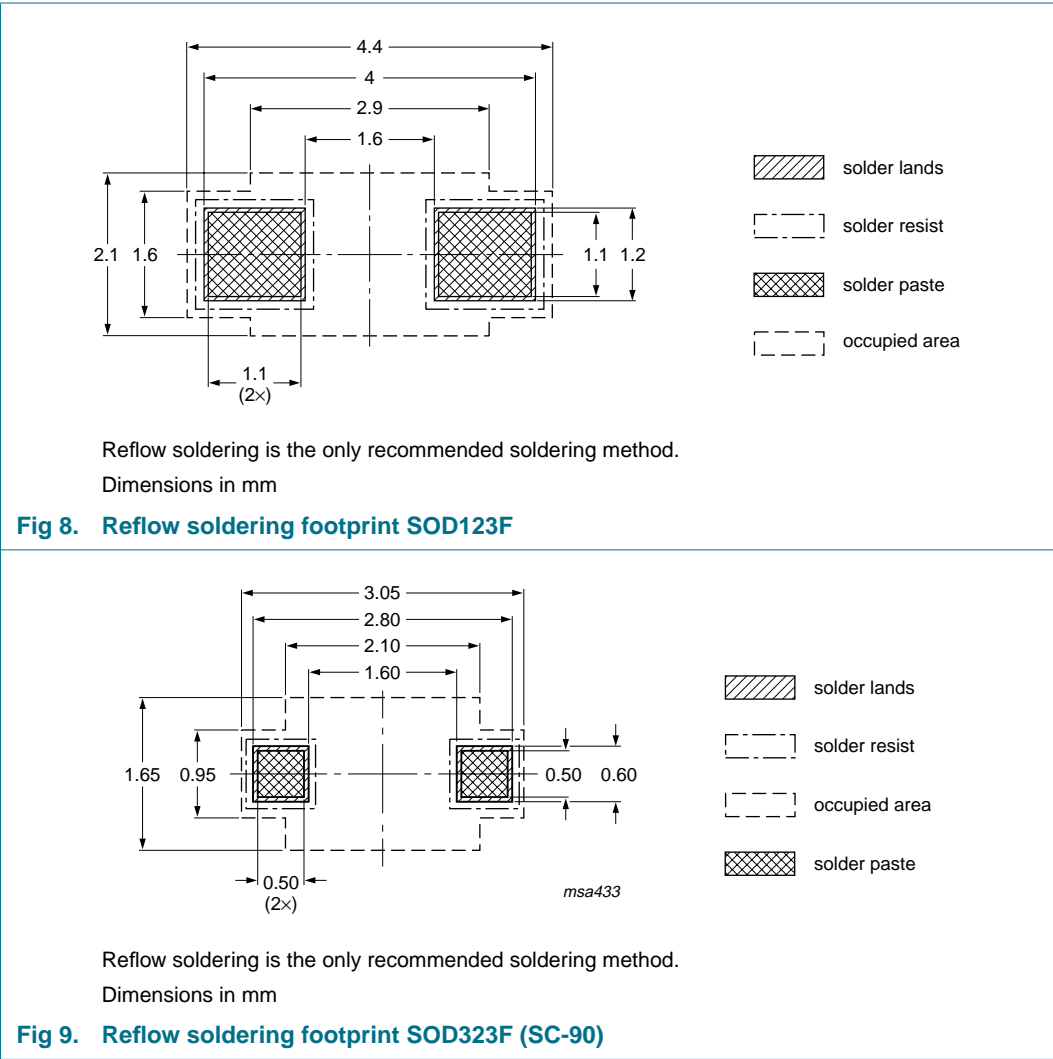 4.4
4
2.9
1.6
solder lands
solder resist
2.1 1.6 1.1 1.2
solder paste
occupied area
1.1
(2×)
Reflow soldering is the only recommended soldering method.
Dimensions in mm
Fig 8. Reflow soldering footprint SOD123F
3.05
2.80
2.10
1.60
solder lands
solder resist
1.65 0.95 0.50 0.60
occupied area
solder paste
0.50
(2×)
msa433
Reflow soldering is the only recommended soldering method.
Dimensions in mm
Fig 9. Reflow soldering footprint SOD323F (SC-90)